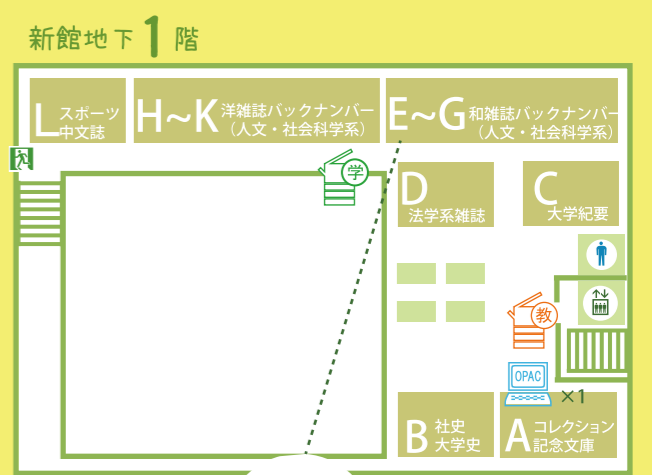 新館地下1階
L スポーツ
中文誌
H~K 洋雑誌バックナンバー
(人文・社会科学系)
E~G 和雑誌バックナンバー
(人文・社会科学系)
学
D
法学系雑誌
C
大学紀要
教
OPAC
×1
B 社史
大学史
A コレクション
記念文庫